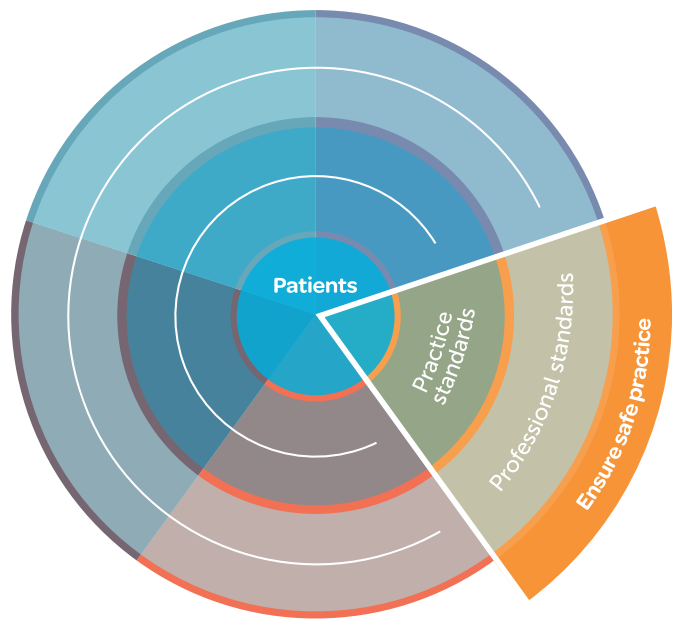 Patients
Practice
standards
Professional standards
Ensure safe practice